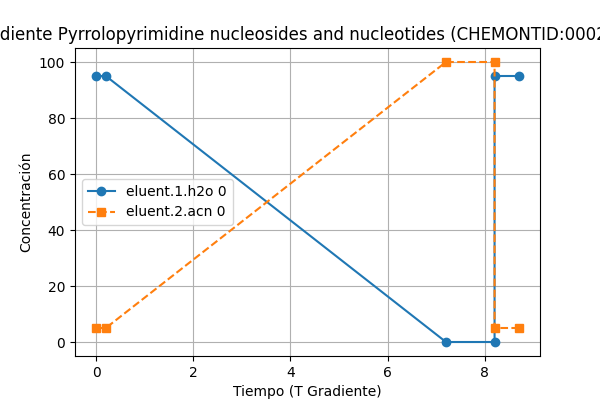 diente Pyrrolopyrimidine nucleosides and nucleotides (CHEMONTID:0002
100
80
60
40
20
0
Concentración
eluent.1.h2o 0
eluent.2.acn 0
0 2 4 6 8
Tiempo (T Gradiente)